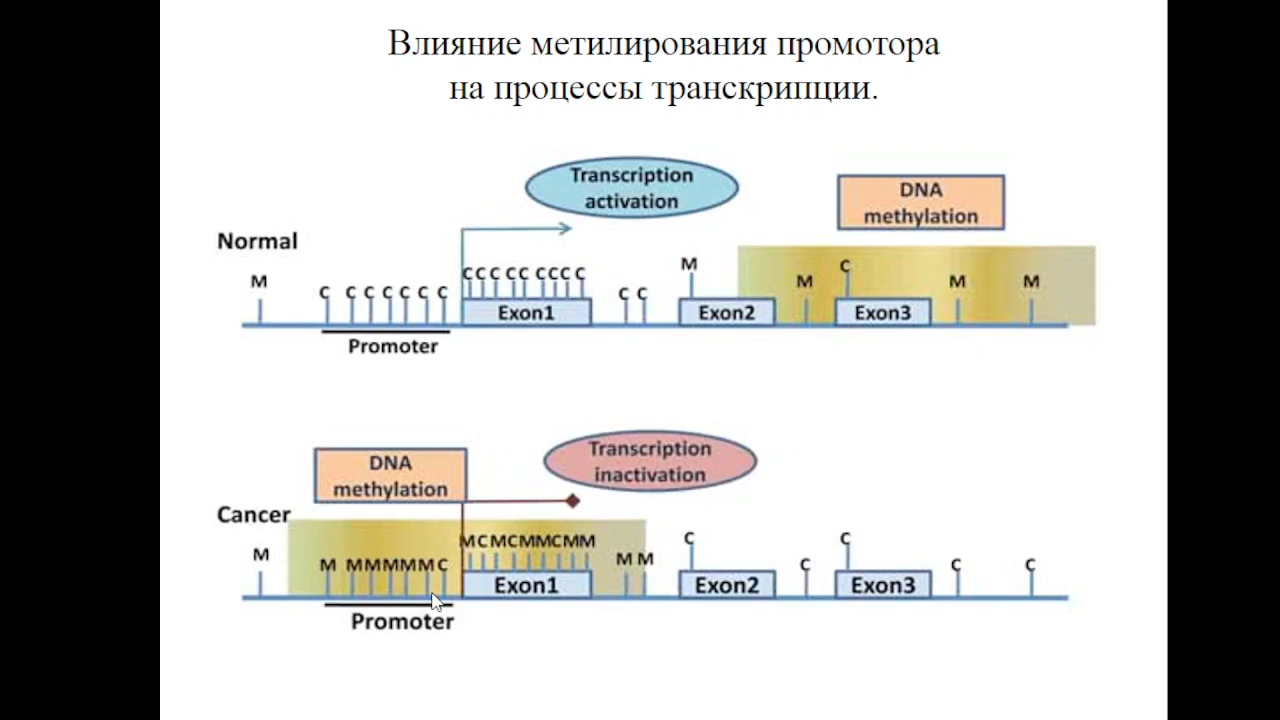 Влияние метилирования промотора
на процессы транскрипции.
Transcription
activation
DNA
methylation
Normal
M C C C C C C C C C C C C C C C C C C M M C M M
Exon1
Exon2
Exon3
Promoter
Transcription
inactivation
DNA
methylation
Cancer
M M M M M M M C M C M C M M C M M M M C C C C C
Exon1
Exon2
Exon3
Promoter